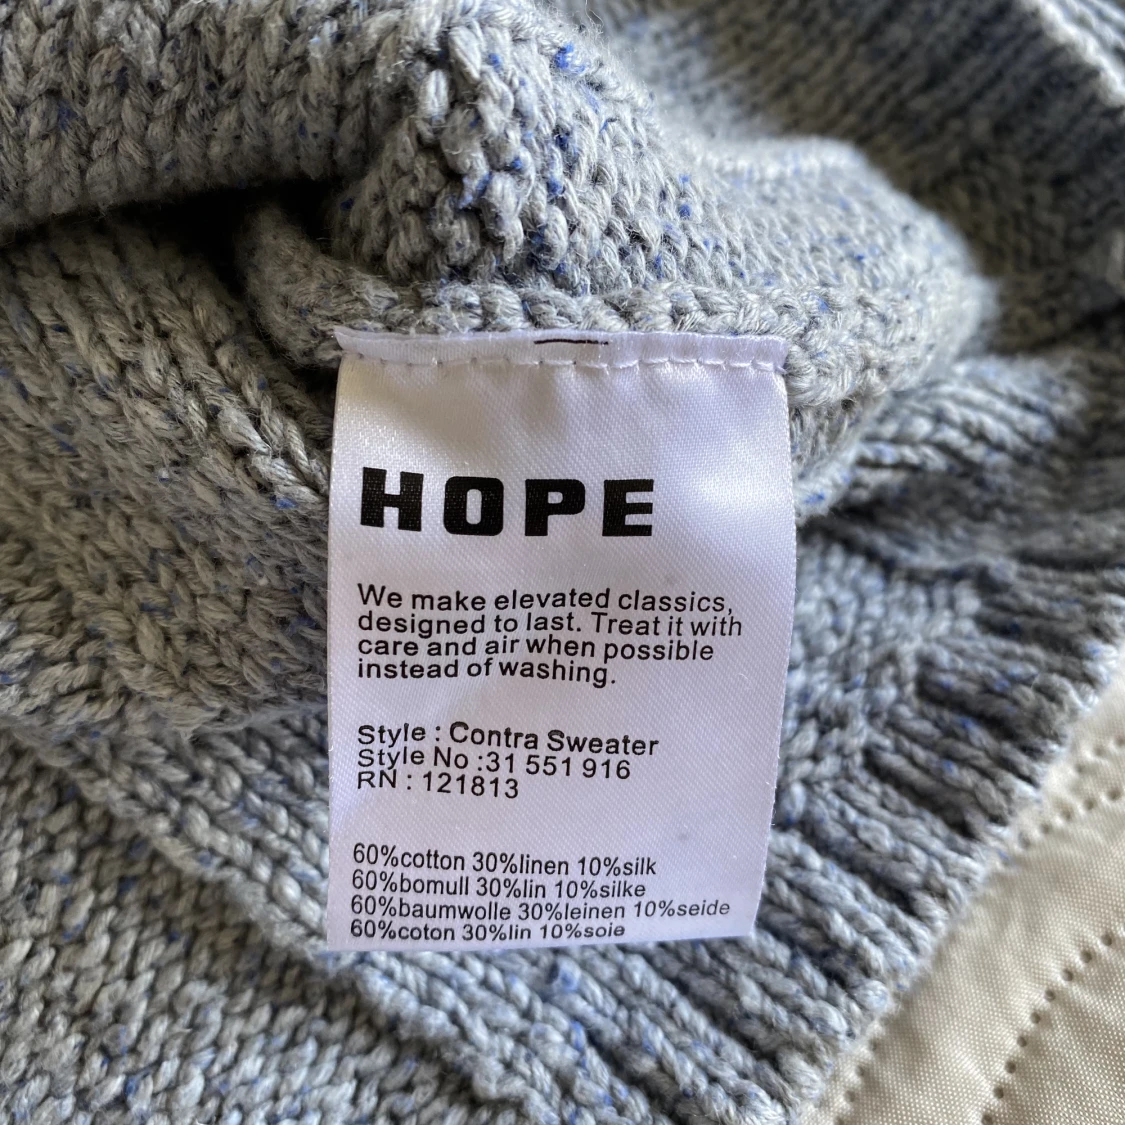 HOPE
We make elevated classics,
designed to last. Treat it with
care and air when possible
instead of washing.
Style : Contra Sweater
Style No :31 551 916
RN : 121813
60%cotton 30%linen 10%silk
60%bomull 30%lin 10%silke
60%baumwolle 30%leinen 10%seide
60%coton 30%lin 10%soie